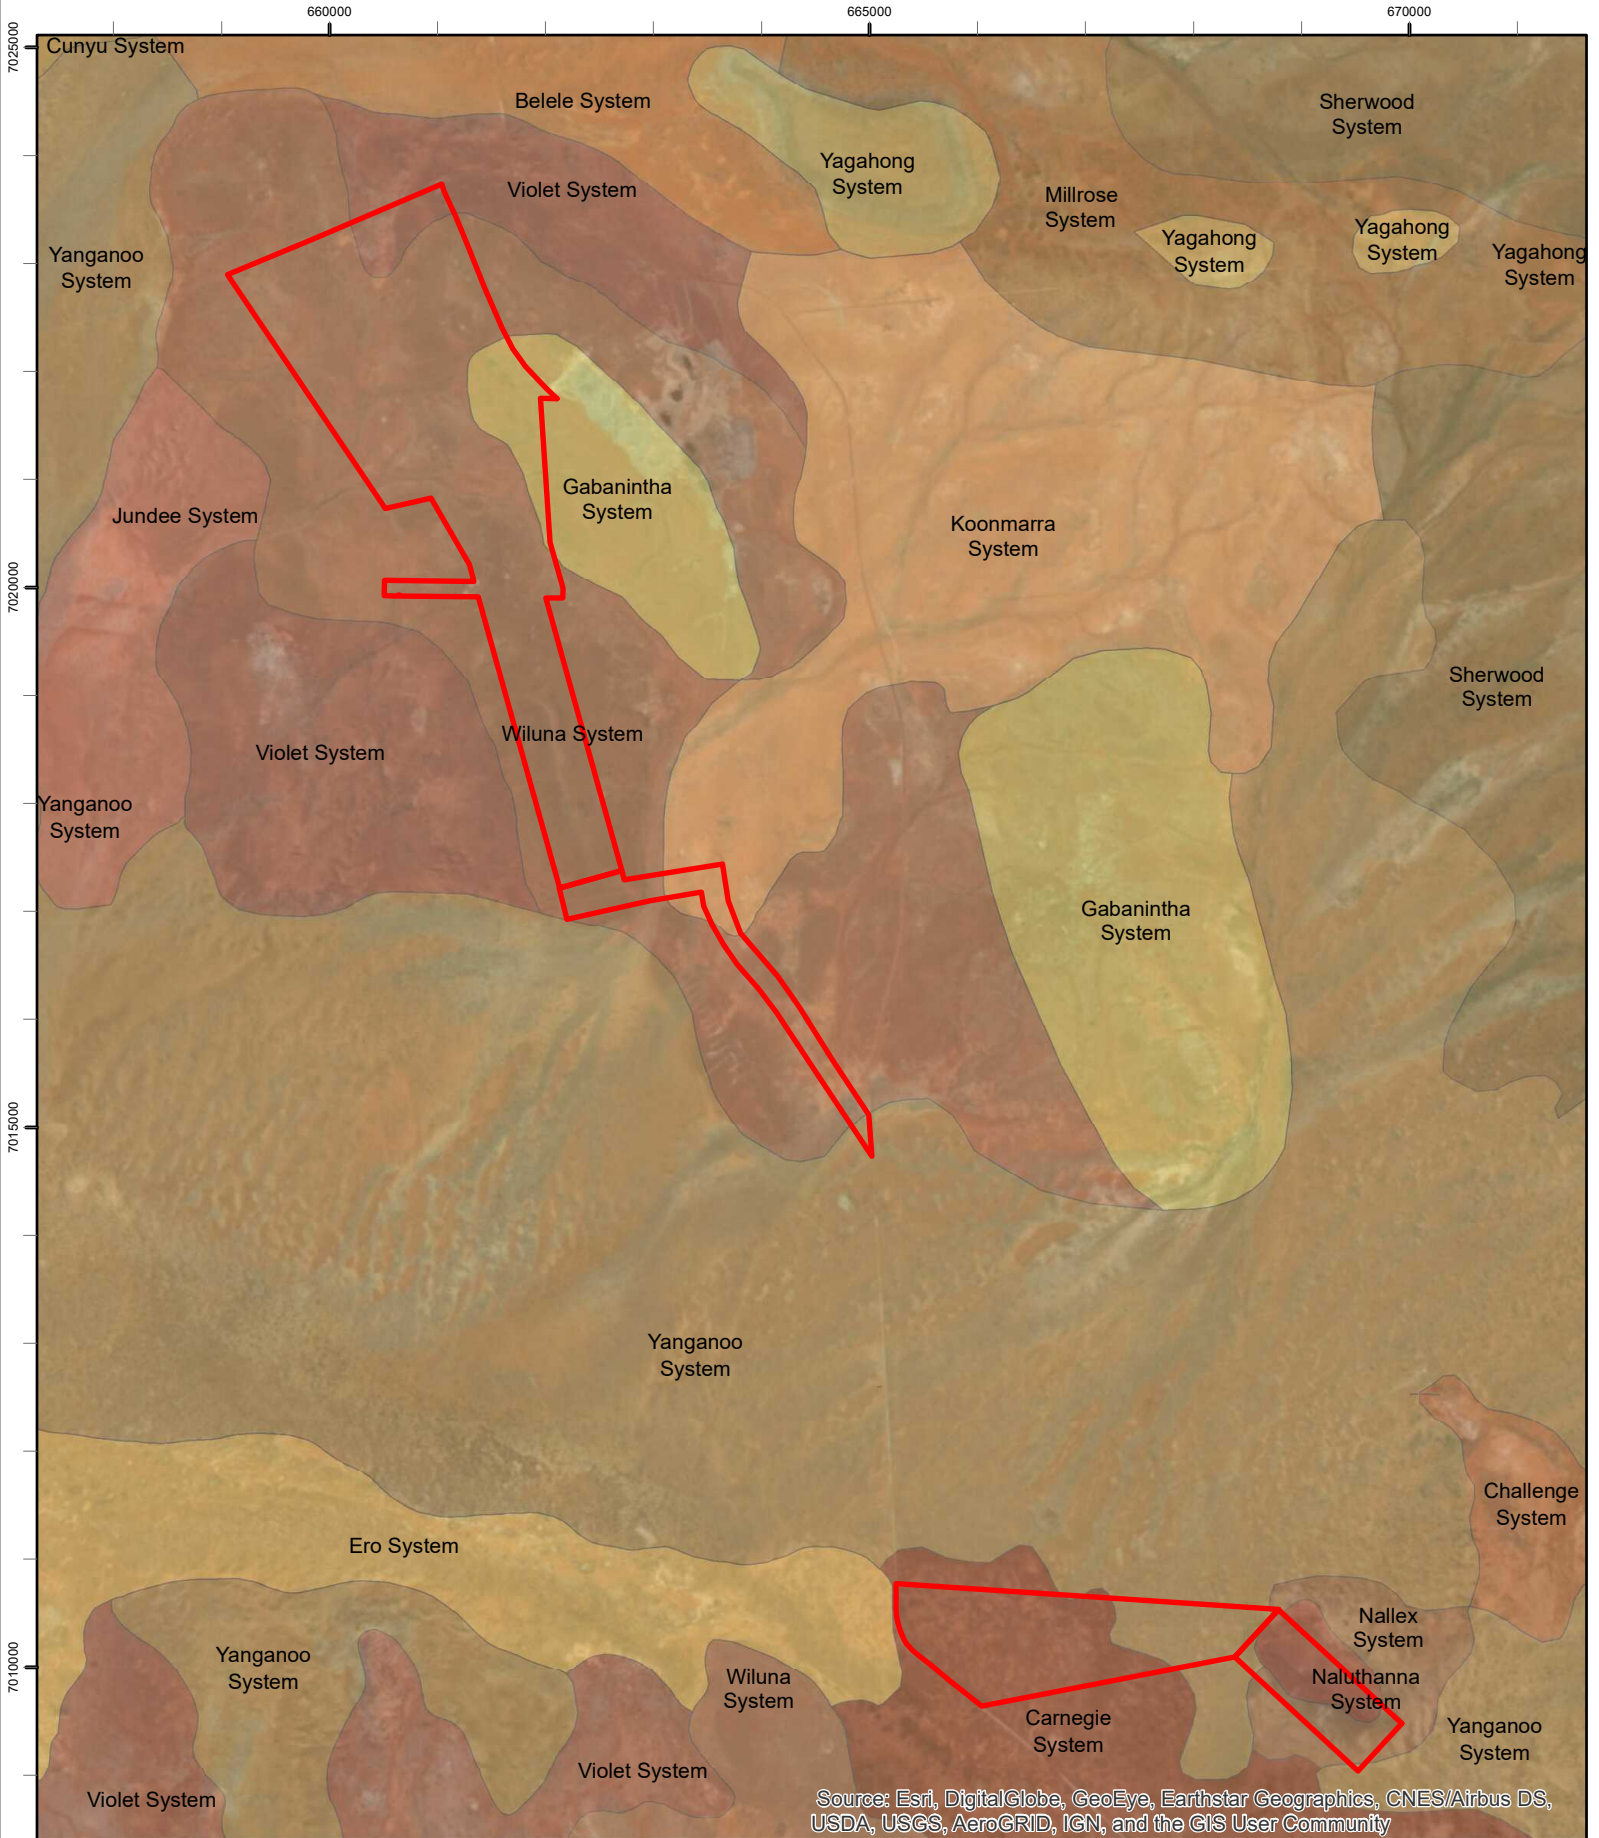 660000
665000
670000
7025000
7020000
7015000
7010000
Cunyu System
Belele System
Sherwood
System
Yagahong
System
Violet System
Millrose
System
Yagahong
System
Yagahong
System
Yagahong
System
Yanganoo
System
Gabanintha
System
Jundee System
Koonmarra
System
Sherwood
System
Wiluna System
Violet System
Yanganoo
System
Gabanintha
System
Yanganoo
System
Challenge
System
Ero System
Nallex
System
Yanganoo
System
Wiluna
System
Naluthanna
System
Carnegie
System
Yanganoo
System
Violet System
Violet System
Source: Esri, DigitalGlobe, GeoEye, Earthstar Geographics, CNES/Airbus DS,
USDA, USGS, AeroGRID, IGN, and the GIS User Community